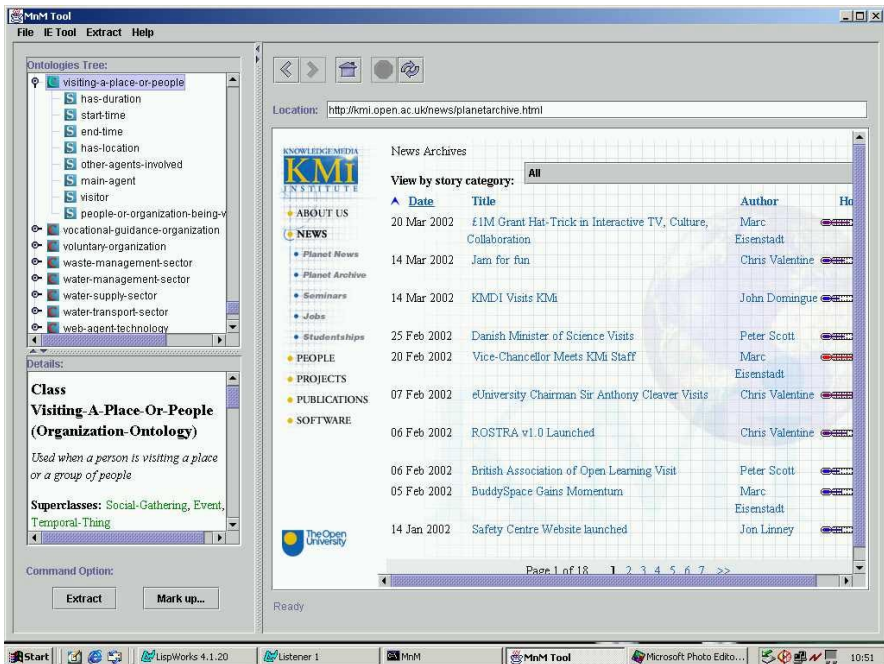 MnM Tool
File IE Tool Extract Help
Ontologies Tree:
visiting-a-place-or-people
has-duration
start-time
end-time
has-location
other-agents-involved
main-agent
visitor
people-or-organization-being-v
vocational-guidance-organization
voluntary-organization
waste-management-sector
water-management-sector
water-supply-sector
water-transport-sector
web-agent-technology
Details:
Class
Visiting-A-Place-Or-People
(Organization-Ontology)
Used when a person is visiting a place
or a group of people
Superclasses: Social-Gathering, Event,
Temporal-Thing
Command Option:
Extract Mark up...
Location: http://kmi.open.ac.uk/news/planetarchive.html
KNOWLEDGE MEDIA
KMi
INSTITUTE
ABOUT US
NEWS
Planet News
Planet Archive
Seminars
Jobs
Studentships
PEOPLE
PROJECTS
PUBLICATIONS
SOFTWARE
The Open
University
News Archives
View by story category: All
Date Title Author Ho
20 Mar 2002 £1M Grant Hat-Trick in Interactive TV, Culture, Marc
Collaboration Eisenstadt
14 Mar 2002 Jam for fun Chris Valentine
14 Mar 2002 KMDI Visits KMi John Domingue
25 Feb 2002 Danish Minister of Science Visits Peter Scott
20 Feb 2002 Vice-Chancellor Meets KMi Staff Marc
Eisenstadt
07 Feb 2002 eUniversity Chairman Sir Anthony Cleaver Visits Chris Valentine
06 Feb 2002 ROSTRA v1.0 Launched Chris Valentine
06 Feb 2002 British Association of Open Learning Visit Peter Scott
05 Feb 2002 BuddySpace Gains Momentum Marc
Eisenstadt
14 Jan 2002 Safety Centre Website launched Jon Linney
Page 1 of 18 1 2 3 4 5 6 7 >>
Ready
Start LispWorks 4.1.20 Listener 1 MnM MnM Tool Microsoft Photo Edito... 10:51